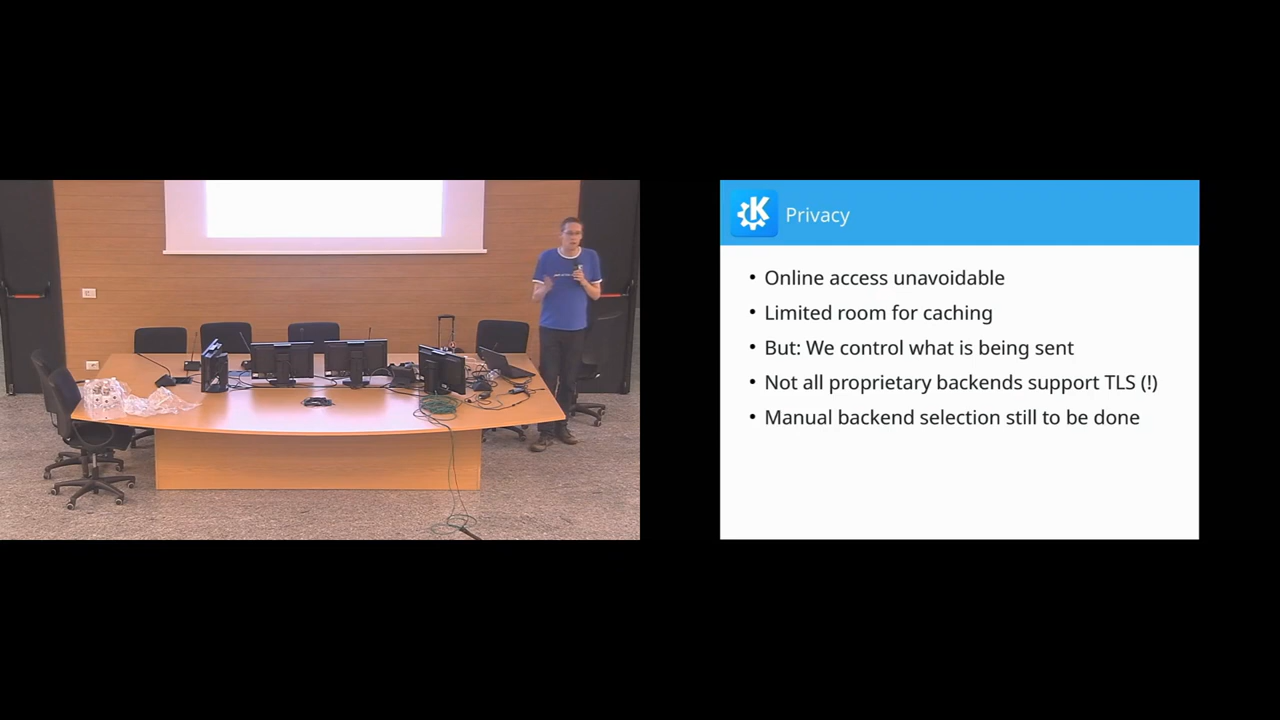 Privacy
• Online access unavoidable
• Limited room for caching
• But: We control what is being sent
• Not all proprietary backends support TLS (!)
• Manual backend selection still to be done